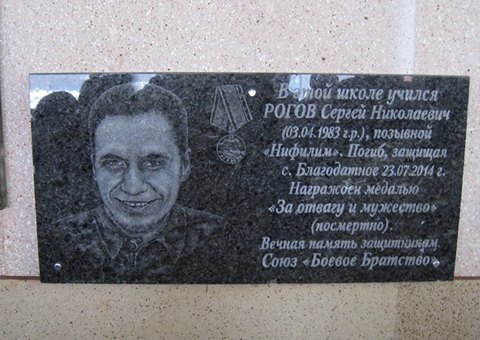 В этой школе учился
РОГОВ Сергей Николаевич
(03.04.1983 г.р.), позывной
«Нифилим». Погиб, защищая
с. Благодатное 23.07.2014 г.
Награжден медалью
«За отвагу и мужество»
(посмертно).
Вечная память защитникам
Союз «Боевое Братство»